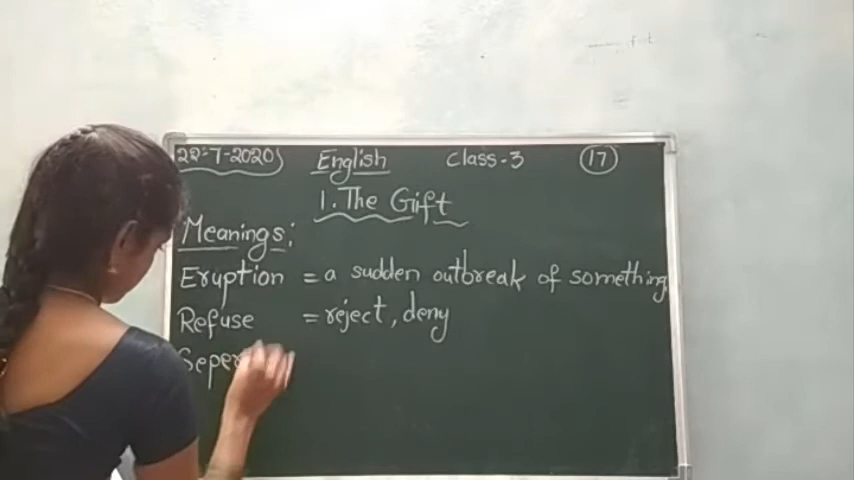 22-7-2020 English Class-3 17
1. The Gift
Meanings:
Eruption = a sudden outbreak of something
Refuse = reject, deny